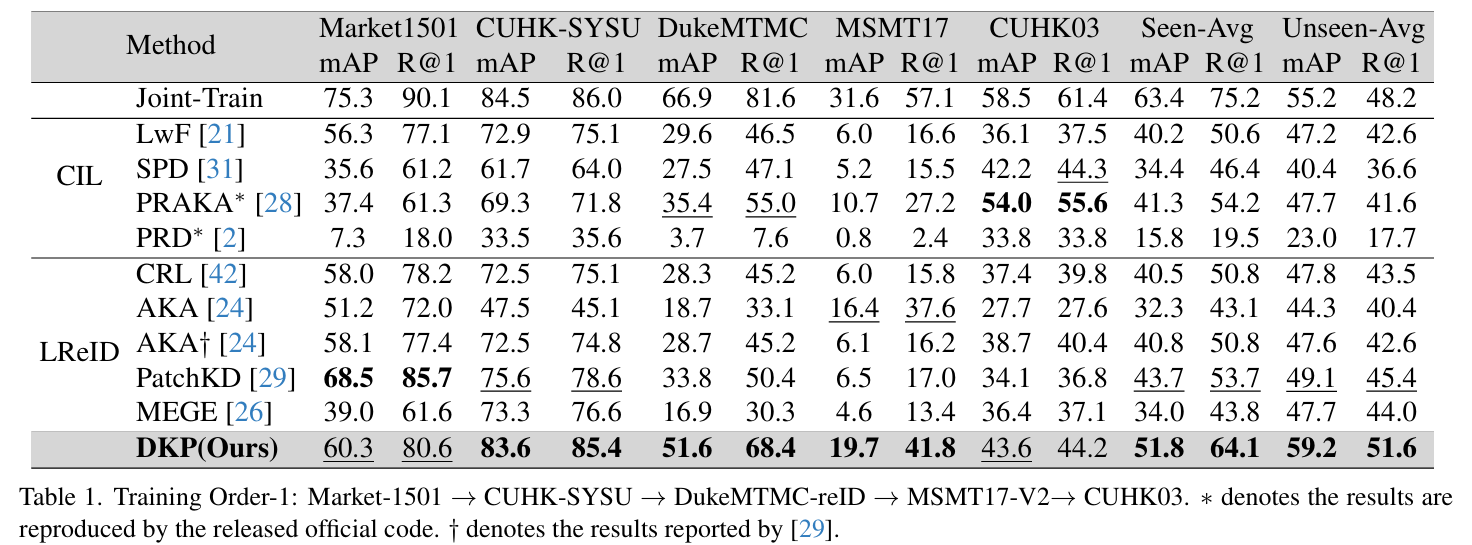 Method Market1501 CUHK-SYSU DukeMTMC MSMT17 CUHK03 Seen-Avg Unseen-Avg
mAP R@1 mAP R@1 mAP R@1 mAP R@1 mAP R@1 mAP R@1 mAP R@1
Joint-Train 75.3 90.1 84.5 86.0 66.9 81.6 31.6 57.1 58.5 61.4 63.4 75.2 55.2 48.2
CIL
LwF [21] 56.3 77.1 72.9 75.1 29.6 46.5 6.0 16.6 36.1 37.5 40.2 50.6 47.2 42.6
SPD [31] 35.6 61.2 61.7 64.0 27.5 47.1 5.2 15.5 42.2 44.3 34.4 46.4 40.4 36.6
PRAKA* [28] 37.4 61.3 69.3 71.8 35.4 55.0 10.7 27.2 54.0 55.6 41.3 54.2 47.7 41.6
PRD* [2] 7.3 18.0 33.5 35.6 3.7 7.6 0.8 2.4 33.8 33.8 15.8 19.5 23.0 17.7
LReID
CRL [42] 58.0 78.2 72.5 75.1 28.3 45.2 6.0 15.8 37.4 39.8 40.5 50.8 47.8 43.5
AKA [24] 51.2 72.0 47.5 45.1 18.7 33.1 16.4 37.6 27.7 27.6 32.3 43.1 44.3 40.4
AKA† [24] 58.1 77.4 72.5 74.8 28.7 45.2 6.1 16.2 38.7 40.4 40.8 50.8 47.6 42.6
PatchKD [29] 68.5 85.7 75.6 78.6 33.8 50.4 6.5 17.0 34.1 36.8 43.7 53.7 49.1 45.4
MEGE [26] 39.0 61.6 73.3 76.6 16.9 30.3 4.6 13.4 36.4 37.1 34.0 43.8 47.7 44.0
DKP(Ours) 60.3 80.6 83.6 85.4 51.6 68.4 19.7 41.8 43.6 44.2 51.8 64.1 59.2 51.6
Table 1. Training Order-1: Market-1501 → CUHK-SYSU → DukeMTMC-reID → MSMT17-V2→ CUHK03. ∗ denotes the results are
reproduced by the released official code. † denotes the results reported by [29].